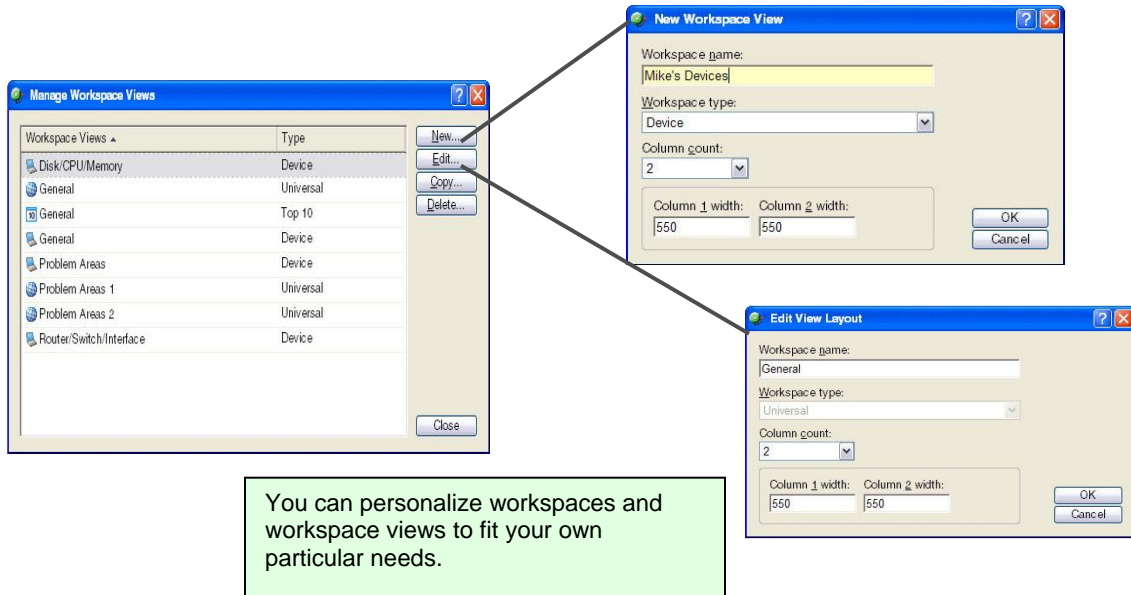 Manage Workspace Views
Workspace Views Type
Disk/CPU/Memory Device
General Universal
10 General Top 10
General Device
Problem Areas Device
Problem Areas 1 Universal
Problem Areas 2 Universal
Router/Switch/Interface Device
New...
Edit...
Copy...
Delete...
Close
New Workspace View
Workspace name:
Mike's Devices
Workspace type:
Device
Column count:
2
Column 1 width: Column 2 width:
550 550
OK
Cancel
Edit View Layout
Workspace name:
General
Workspace type:
Universal
Column count:
2
Column 1 width: Column 2 width:
550 550
OK
Cancel
You can personalize workspaces and
workspace views to fit your own
particular needs.